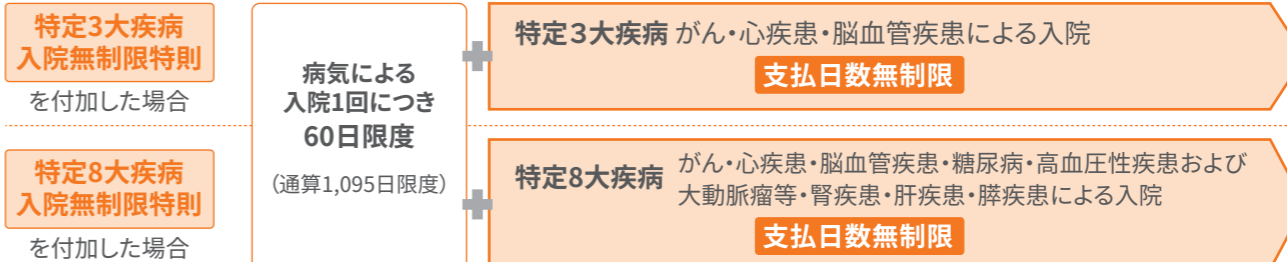 特定3大疾病
入院無制限特則
を付加した場合
病気による
入院1回につき
60日限度
（通算1,095日限度）
特定3大疾病 がん・心疾患・脳血管疾患による入院
支払日数無制限
特定8大疾病
入院無制限特則
を付加した場合
特定8大疾病 がん・心疾患・脳血管疾患・糖尿病・高血圧性疾患および
大動脈瘤等・腎疾患・肝疾患・膵疾患による入院
支払日数無制限